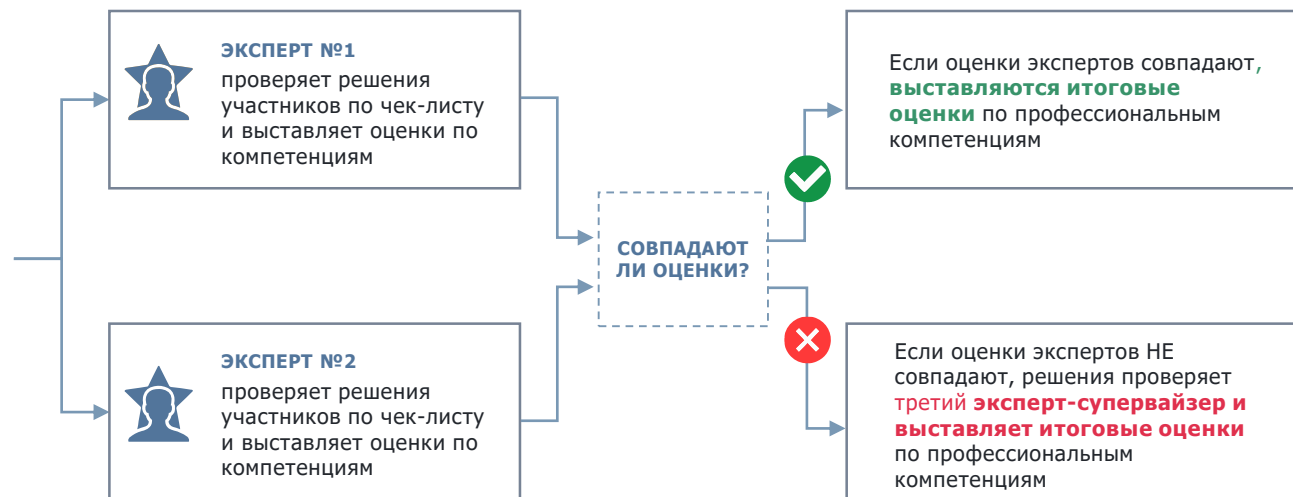 ЭКСПЕРТ №1
проверяет решения
участников по чек-листу
и выставляет оценки по
компетенциям
ЭКСПЕРТ №2
проверяет решения
участников по чек-листу
и выставляет оценки по
компетенциям
СОВПАДАЮТ
ЛИ ОЦЕНКИ?
Если оценки экспертов совпадают,
выставляются итоговые
оценки по профессиональным
компетенциям
Если оценки экспертов НЕ
совпадают, решения проверяет
третий эксперт-супервайзер и
выставляет итоговые оценки
по профессиональным
компетенциям